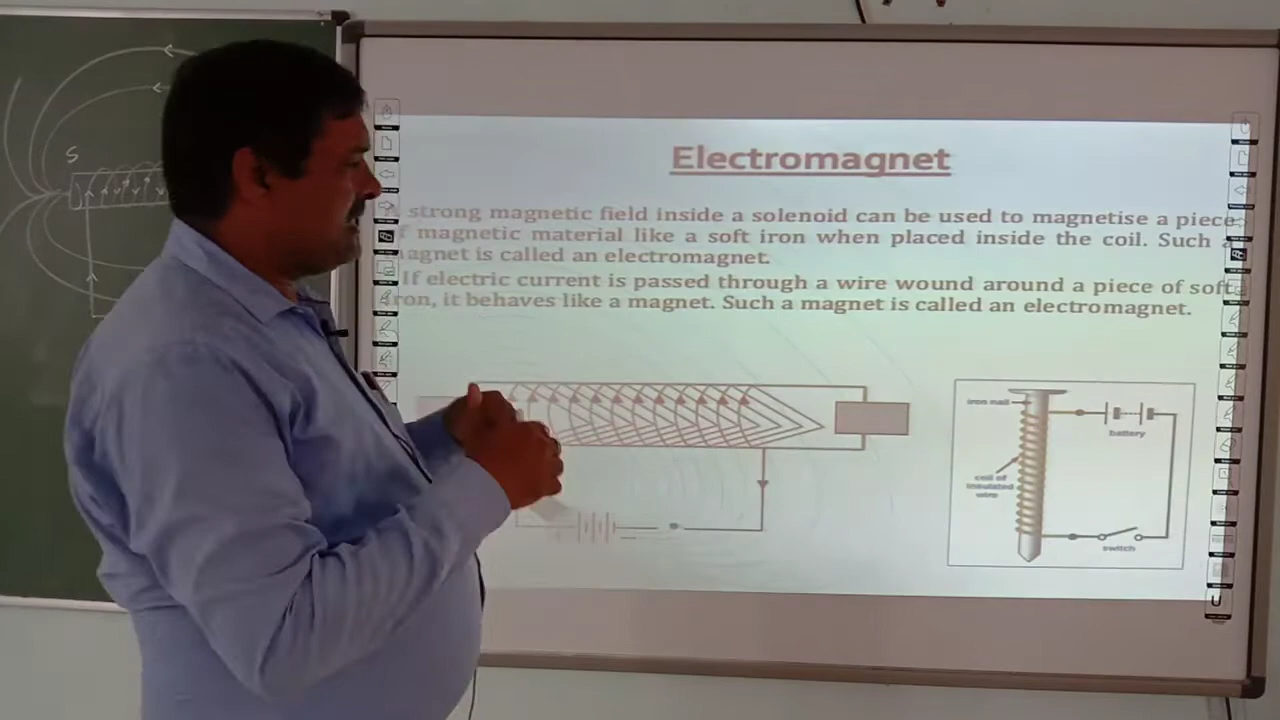 S
Electromagnet
strong magnetic field inside a solenoid can be used to magnetise a piece
magnetic material like a soft iron when placed inside the coil. Such a
is called an electromagnet.
If electric current is passed through a wire wound around a piece of soft
iron, it behaves like a magnet. Such a magnet is called an electromagnet.
iron nail
battery
coil of
insulated
wire
switch